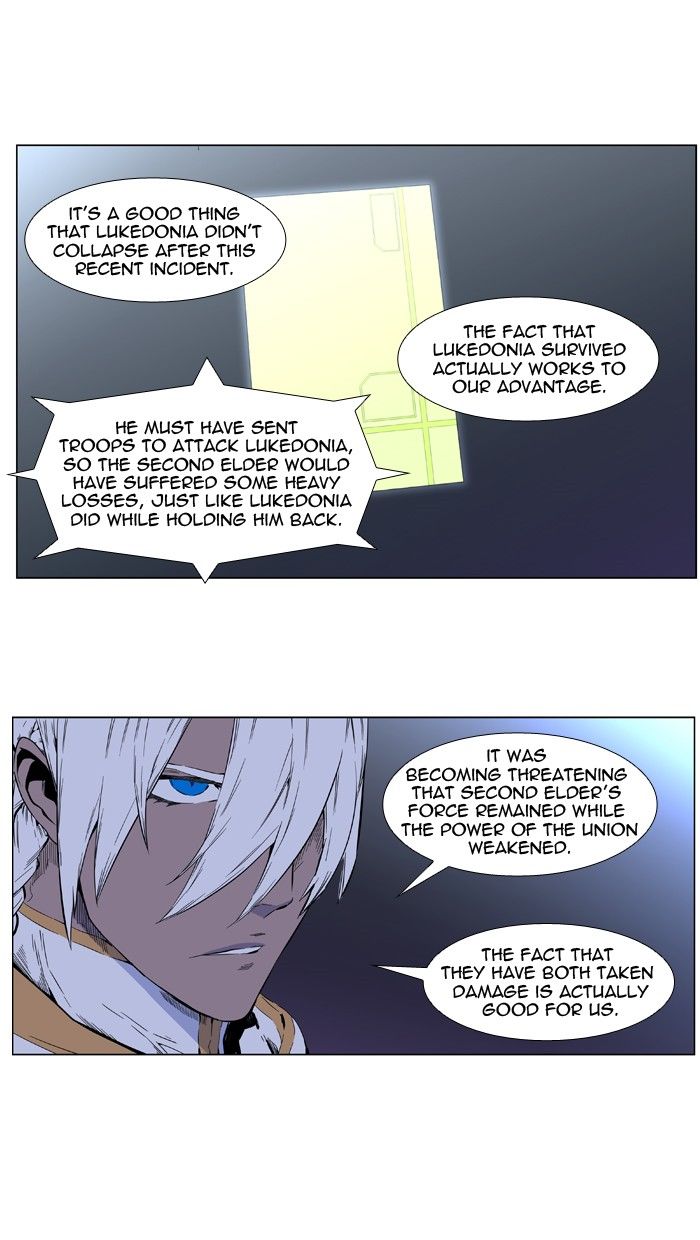 IT'S A GOOD THING
THAT LUKEDONIA DIDN'T
COLLAPSE AFTER THIS
RECENT INCIDENT.
THE FACT THAT
LUKEDONIA SURVIVED
ACTUALLY WORKS TO
OUR ADVANTAGE.
HE MUST HAVE SENT
TROOPS TO ATTACK LUKEDONIA,
SO THE SECOND ELDER WOULD
HAVE SUFFERED SOME HEAVY
LOSSES, JUST LIKE LUKEDONIA
DID WHILE HOLDING HIM BACK.
IT WAS
BECOMING THREATENING
THAT SECOND ELDER'S
FORCE REMAINED WHILE
THE POWER OF THE UNION
WEAKENED.
THE FACT THAT
THEY HAVE BOTH TAKEN
DAMAGE IS ACTUALLY
GOOD FOR US.